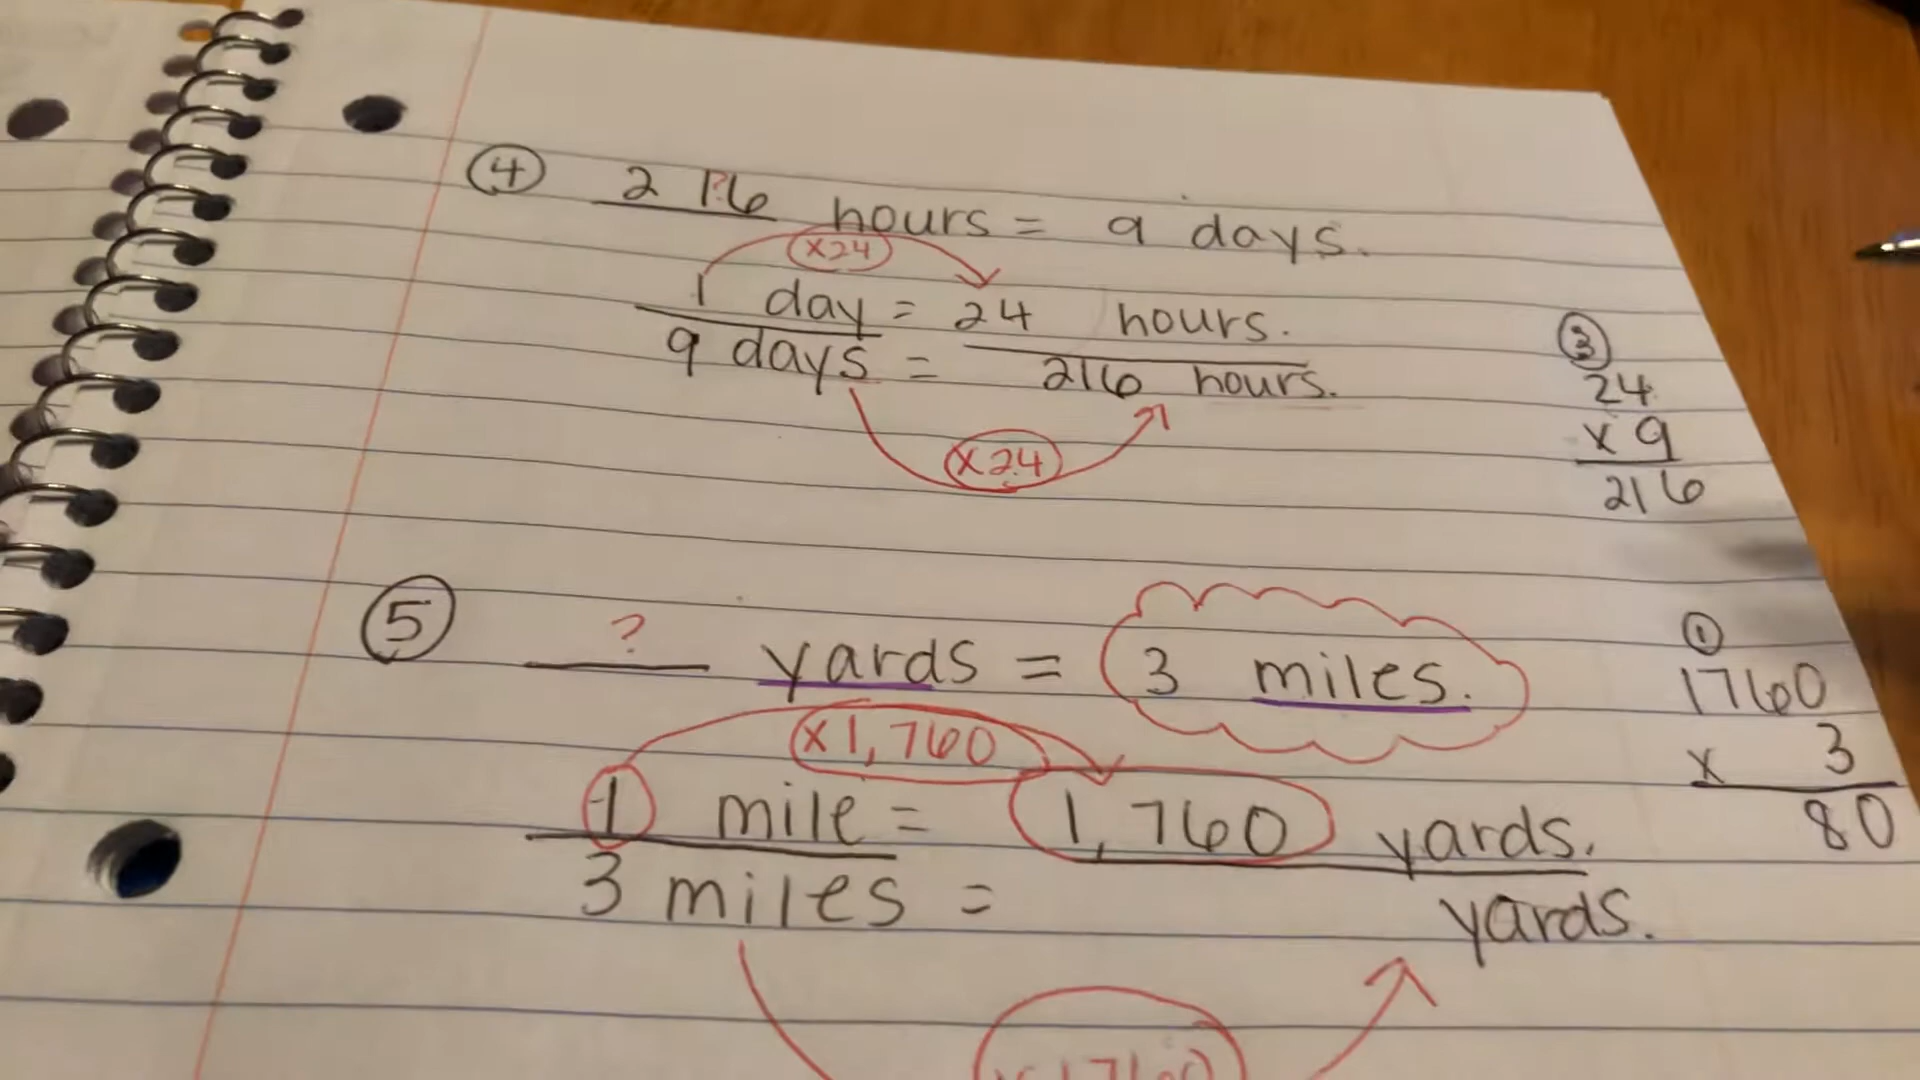 ④ 216 hours = 9 days.
x24
1 day = 24 hours.
9 days = 216 hours.
x24
③
24
x 9
216
⑤ ? yards = 3 miles.
x1,760
1 mile = 1,760 yards.
3 miles = yards.
①
1760
x 3
80